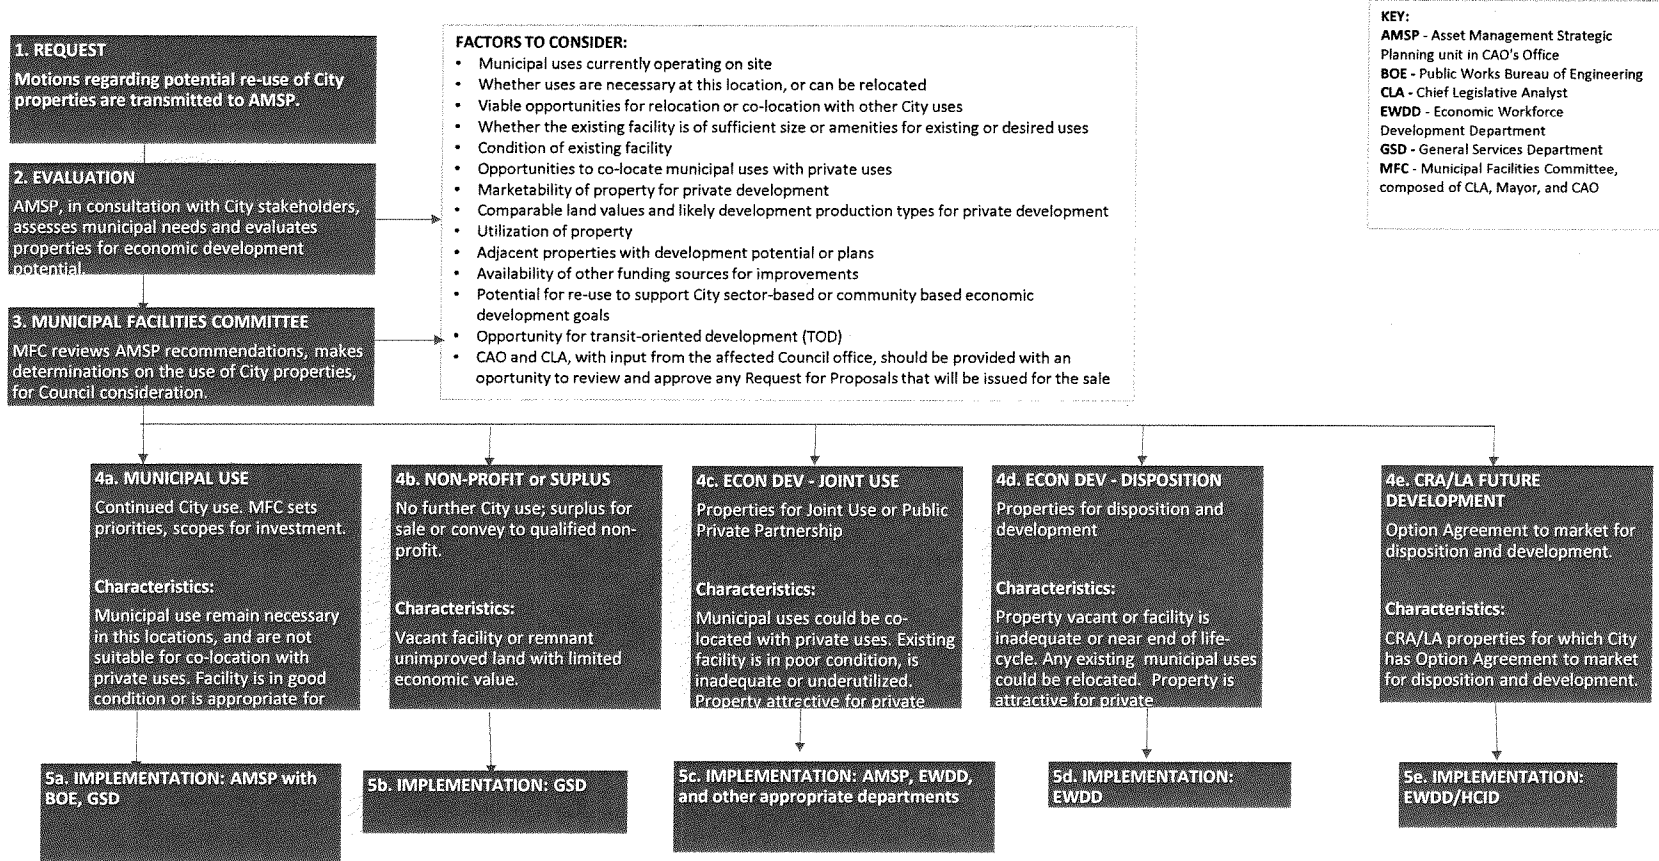 1. REQUEST
Motions regarding potential re-use of City
properties are transmitted to AMSP.
2. EVALUATION
AMSP, in consultation with City stakeholders,
assesses municipal needs and evaluates
properties for economic development
potential.
3. MUNICIPAL FACILITIES COMMITTEE
MFC reviews AMSP recommendations, makes
determinations on the use of City properties,
for Council consideration.
FACTORS TO CONSIDER:
• Municipal uses currently operating on site
• Whether uses are necessary at this location, or can be relocated
• Viable opportunities for relocation or co-location with other City uses
• Whether the existing facility is of sufficient size or amenities for existing or desired uses
• Condition of existing facility
• Opportunities to co-locate municipal uses with private uses
• Marketability of property for private development
• Comparable land values and likely development production types for private development
• Utilization of property
• Adjacent properties with development potential or plans
• Availability of other funding sources for improvements
• Potential for re-use to support City sector-based or community based economic
development goals
• Opportunity for transit-oriented development (TOD)
• CAO and CLA, with input from the affected Council office, should be provided with an
oportunity to review and approve any Request for Proposals that will be issued for the sale
KEY:
AMSP - Asset Management Strategic
Planning unit in CAO's Office
BOE - Public Works Bureau of Engineering
CLA - Chief Legislative Analyst
EWDD - Economic Workforce
Development Department
GSD - General Services Department
MFC - Municipal Facilities Committee,
composed of CLA, Mayor, and CAO
4a. MUNICIPAL USE
Continued City use. MFC sets
priorities, scopes for investment.
Characteristics:
Municipal use remain necessary
in this locations, and are not
suitable for co-location with
private uses. Facility is in good
condition or is appropriate for
4b. NON-PROFIT or SUPLUS
No further City use; surplus for
sale or convey to qualified non-
profit.
Characteristics:
Vacant facility or remnant
unimproved land with limited
economic value.
4c. ECON DEV - JOINT USE
Properties for Joint Use or Public
Private Partnership
Characteristics:
Municipal uses could be co-
located with private uses. Existing
facility is in poor condition, is
inadequate or underutilized.
Property attractive for private
4d. ECON DEV - DISPOSITION
Properties for disposition and
development
Characteristics:
Property vacant or facility is
inadequate or near end of life-
cycle. Any existing municipal uses
could be relocated. Property is
attractive for private
4e. CRA/LA FUTURE
DEVELOPMENT
Option Agreement to market for
disposition and development.
Characteristics:
CRA/LA properties for which City
has Option Agreement to market
for disposition and development.
5a. IMPLEMENTATION: AMSP with
BOE, GSD
5b. IMPLEMENTATION: GSD
5c. IMPLEMENTATION: AMSP, EWDD,
and other appropriate departments
5d. IMPLEMENTATION:
EWDD
5e. IMPLEMENTATION:
EWDD/HCID